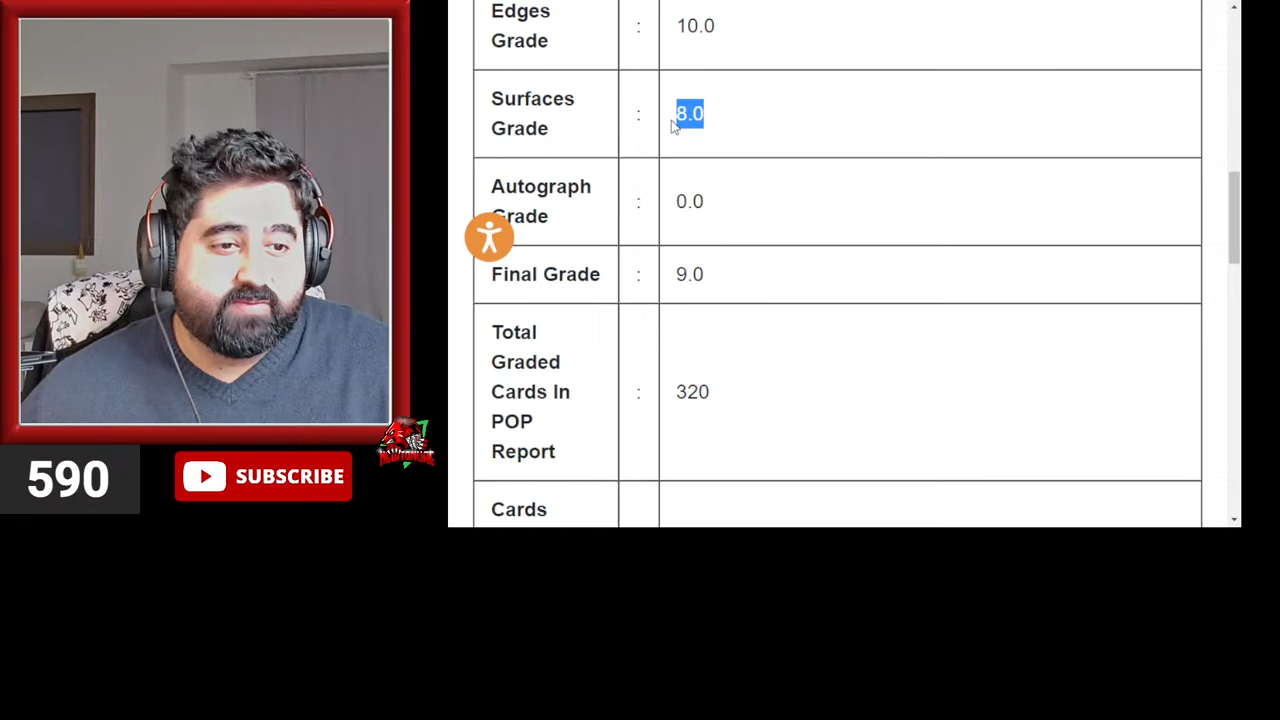 Edges
Grade
:
10.0
Surfaces
Grade
:
8.0
Autograph
Grade
:
0.0
Final Grade
:
9.0
Total
Graded
Cards In
POP
Report
:
320
Cards
590
SUBSCRIBE